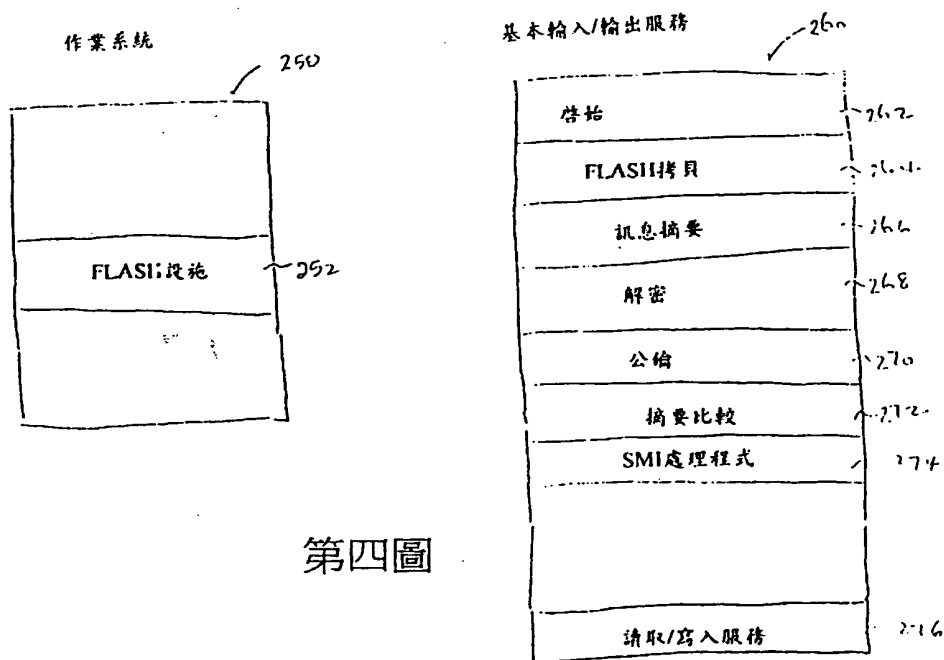 作業系統
250
FLASH設施
252
基本輸入/輸出服務
260
啓始
262
FLASH拷貝
264
訊息摘要
266
解密
268
公鑰
270
摘要比較
272
SMI處理程式
274
讀取/寫入服務
276
第四圖